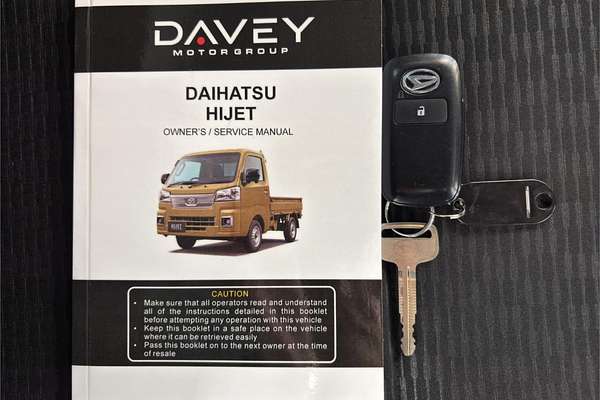 DAVEY
MOTOR GROUP
DAIHATSU
HIJET
OWNER'S / SERVICE MANUAL
HIJET
CAUTION
• Make sure that all operators read and understand
all of the instructions detailed in this booklet
before attempting any operation with this vehicle
• Keep this booklet in a safe place on the vehicle
where it can be retrieved easily
• Pass this booklet on to the next owner at the time
of resale